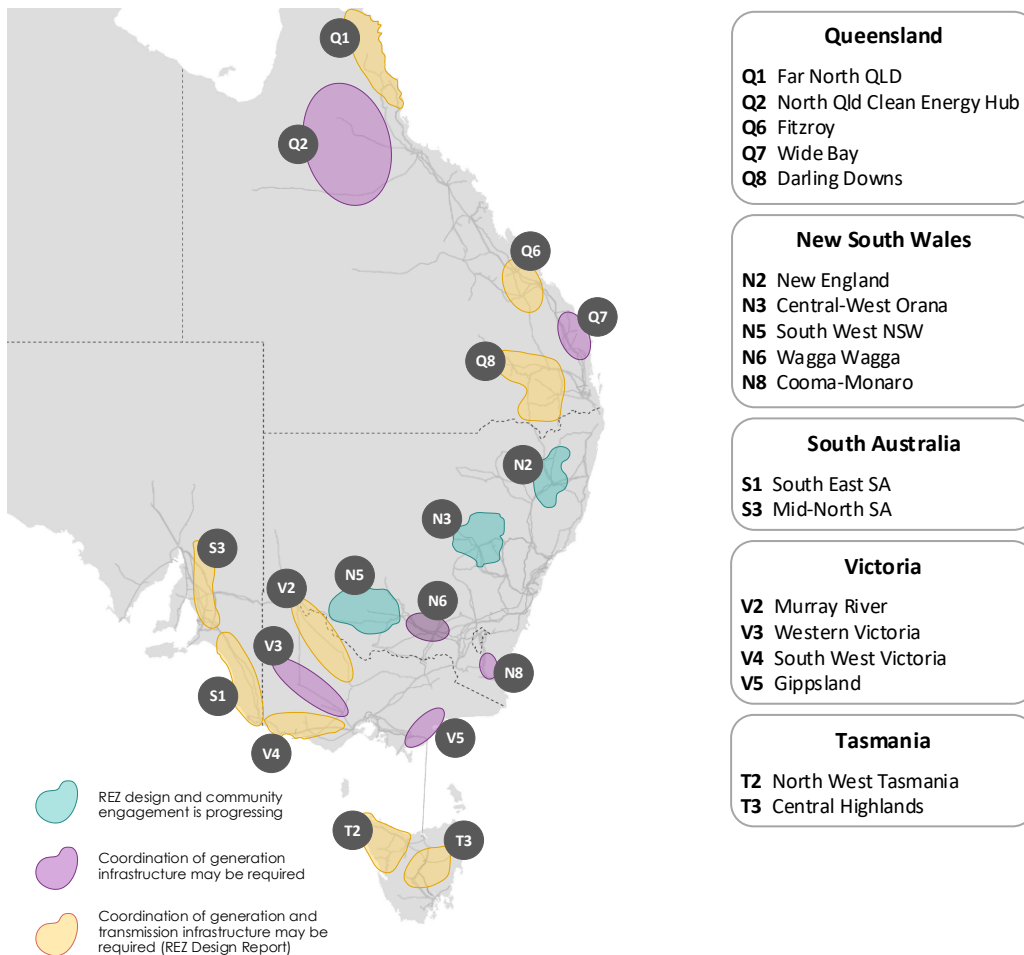 Q1
Q2
Q6
Q7
Q8
N2
N3
S3
N5
V2
N6
V3
N8
S1
V5
V4
T2
T3
REZ design and community
engagement is progressing
Coordination of generation
infrastructure may be required
Coordination of generation and
transmission infrastructure may be
required (REZ Design Report)
Queensland
Q1 Far North QLD
Q2 North Qld Clean Energy Hub
Q6 Fitzroy
Q7 Wide Bay
Q8 Darling Downs
New South Wales
N2 New England
N3 Central-West Orana
N5 South West NSW
N6 Wagga Wagga
N8 Cooma-Monaro
South Australia
S1 South East SA
S3 Mid-North SA
Victoria
V2 Murray River
V3 Western Victoria
V4 South West Victoria
V5 Gippsland
Tasmania
T2 North West Tasmania
T3 Central Highlands